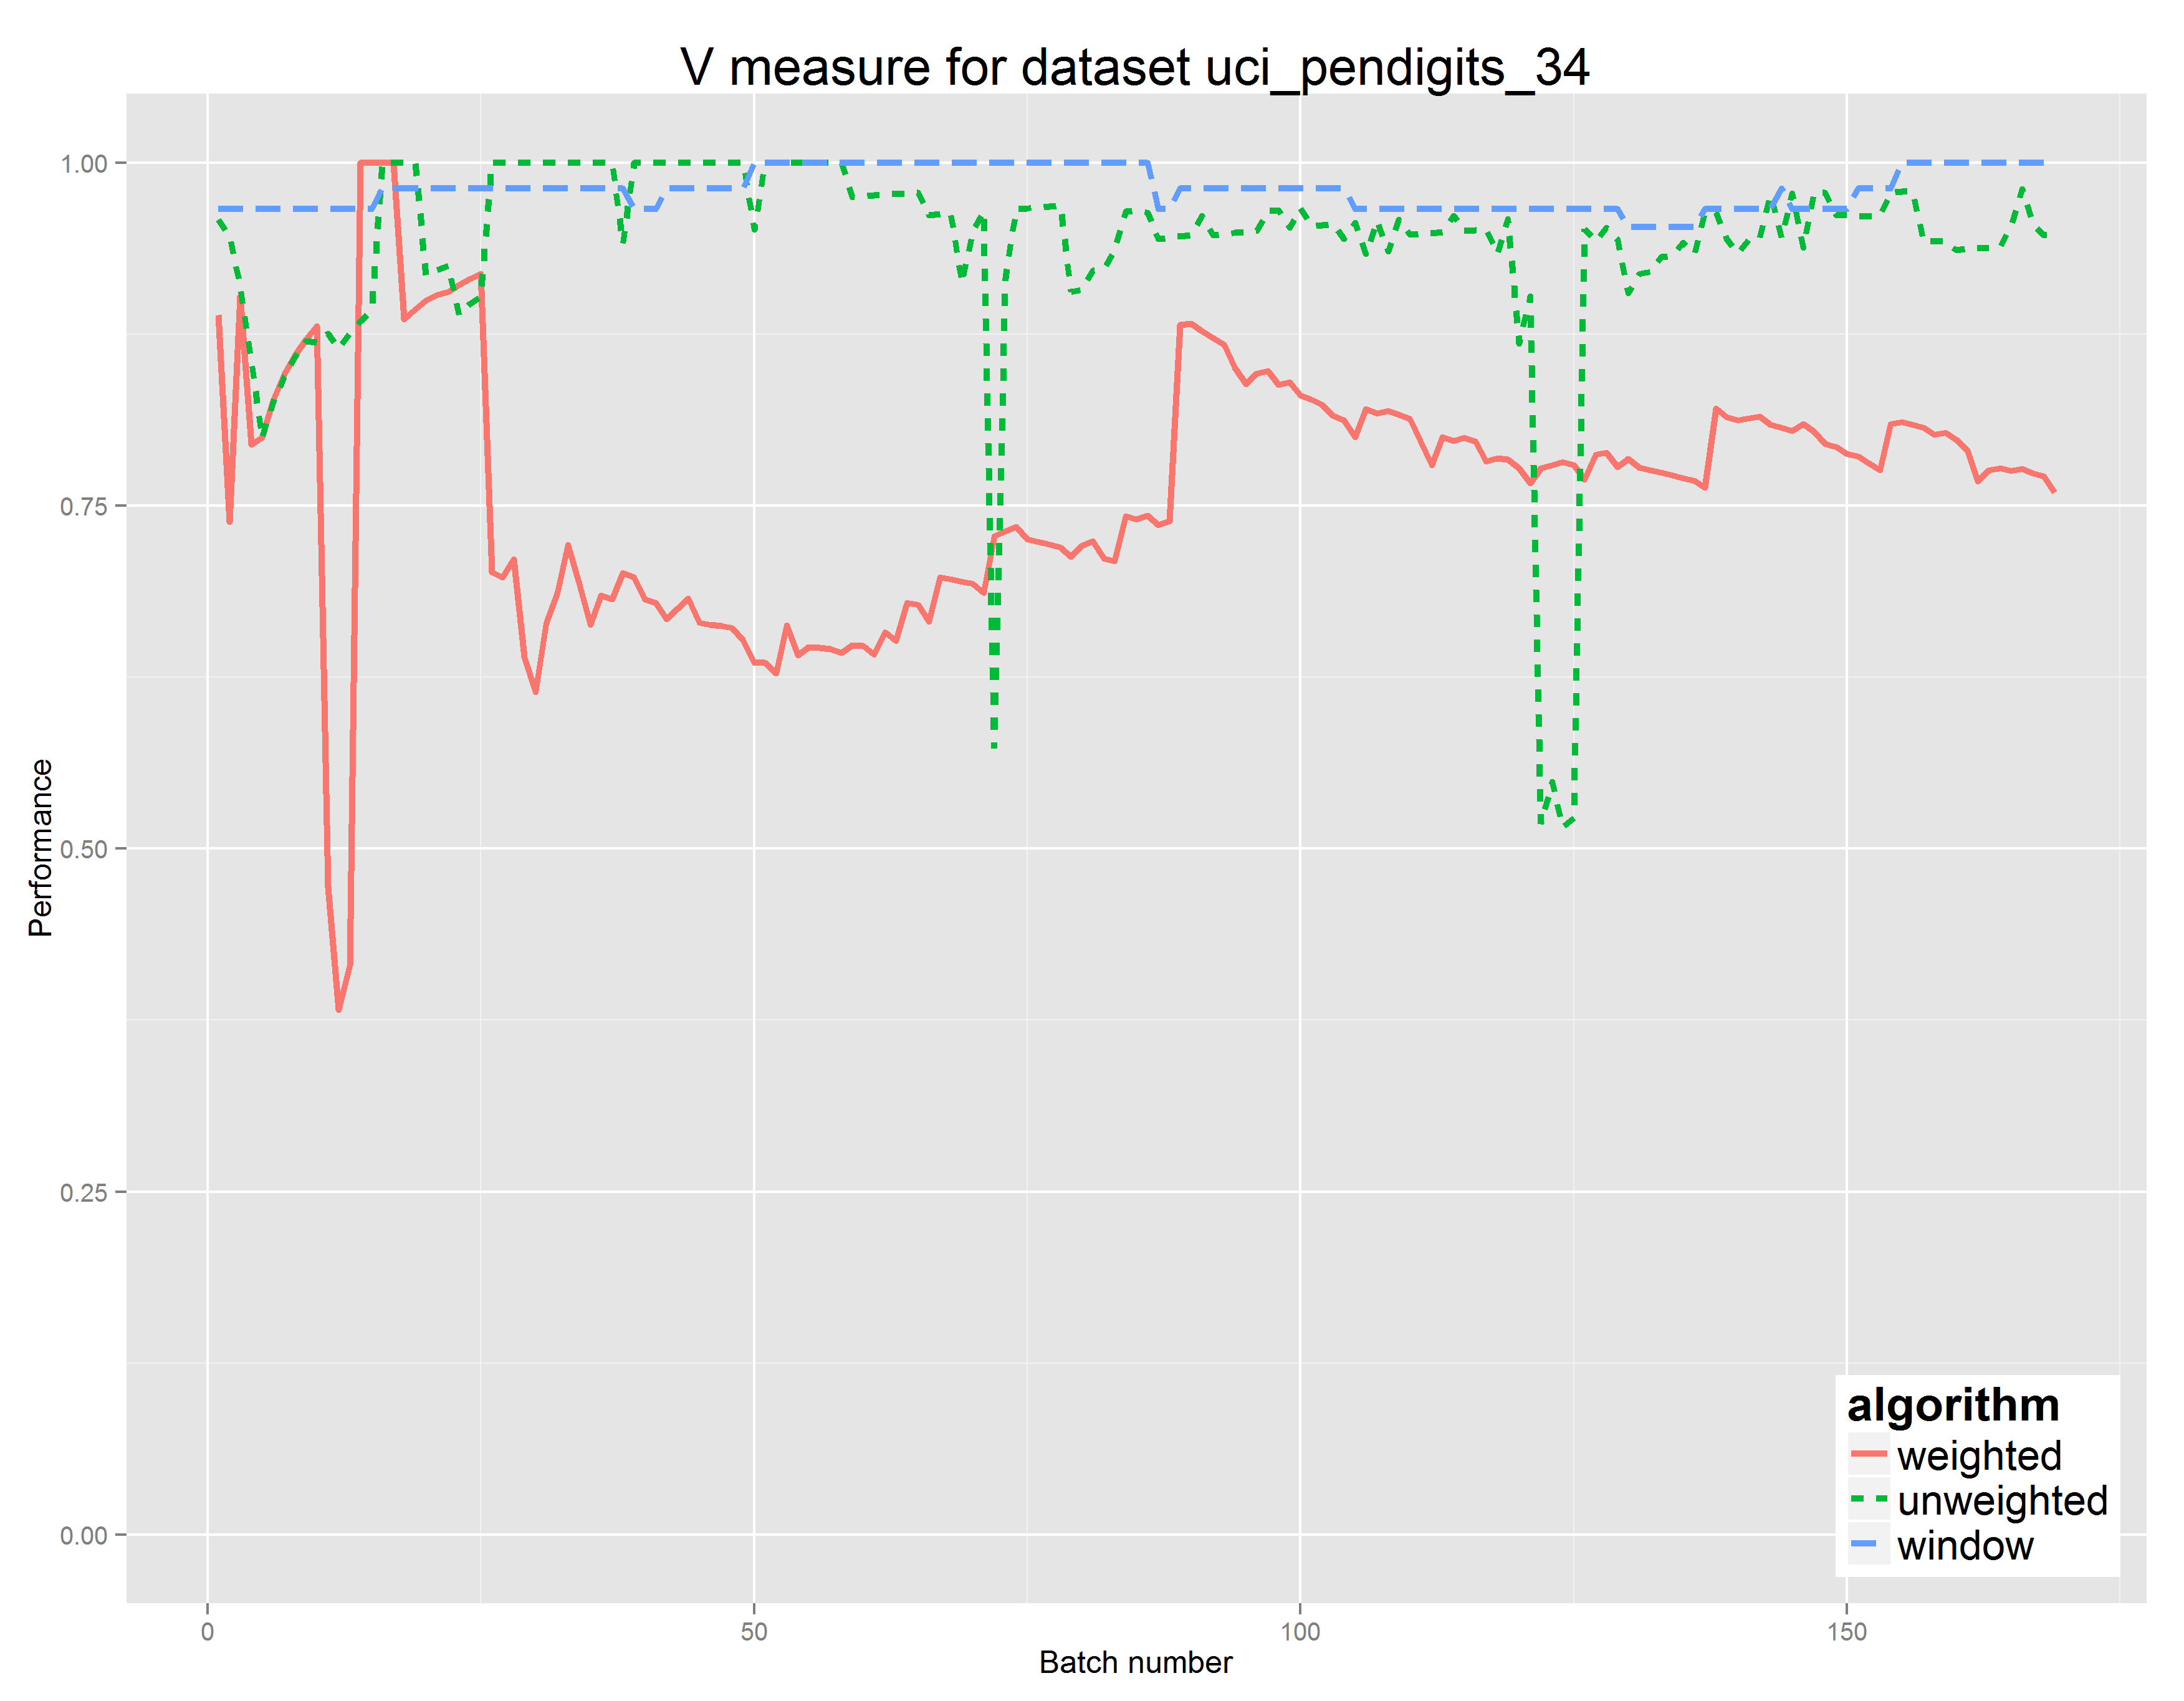 V measure for dataset uci_pendigits_34
1.00
0.75
0.50
0.25
0.00
Performance
0
50
100
150
Batch number
algorithm
weighted
unweighted
window